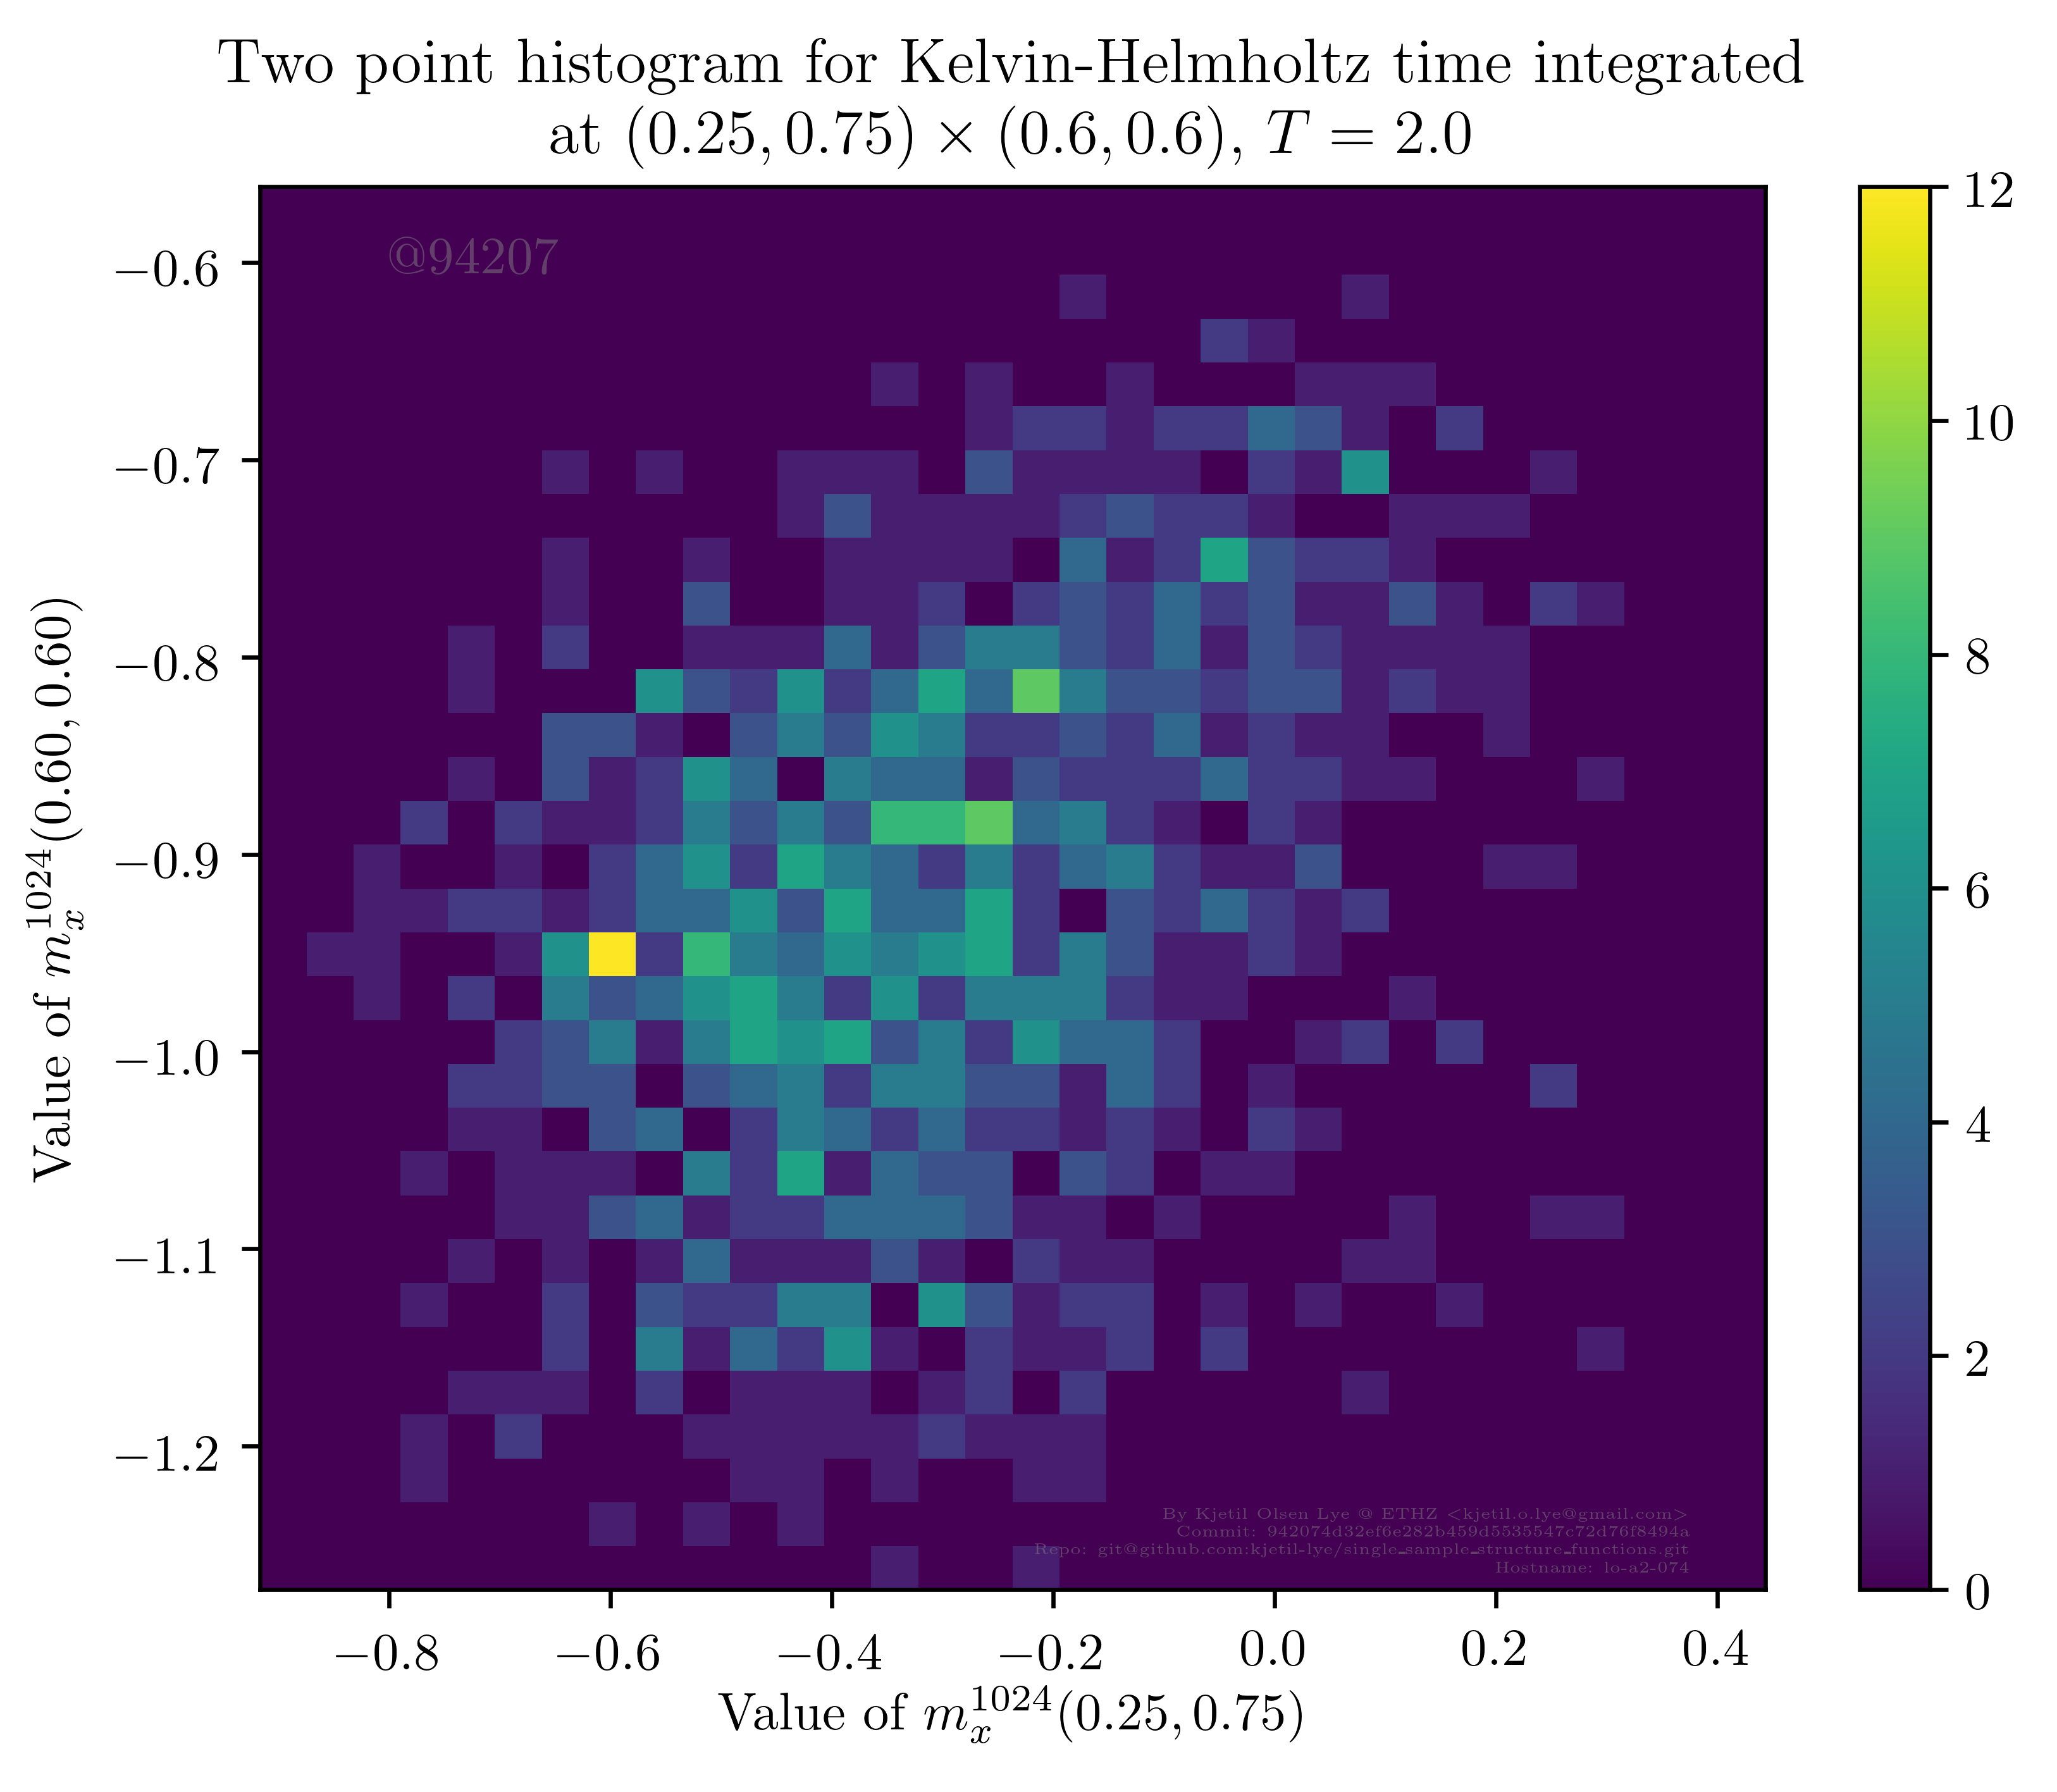 Two point histogram for Kelvin-Helmholtz time integrated
at (0.25, 0.75) × (0.6, 0.6), T = 2.0
@94207
−0.6
−0.7
−0.8
−0.9
−1.0
−1.1
−1.2
Value of m_x^1024(0.60, 0.60)
12
10
8
6
4
2
0
By Kjetil Olsen Lye @ ETHZ <kjetil.o.lye@gmail.com>
Commit: 942074d32ef6e282b459d5535547c72d76f8494a
Repo: git@github.com:kjetil-lye/single_sample_structure_functions.git
Hostname: lo-a2-074
−0.8 −0.6 −0.4 −0.2 0.0 0.2 0.4
Value of m_x^1024(0.25, 0.75)